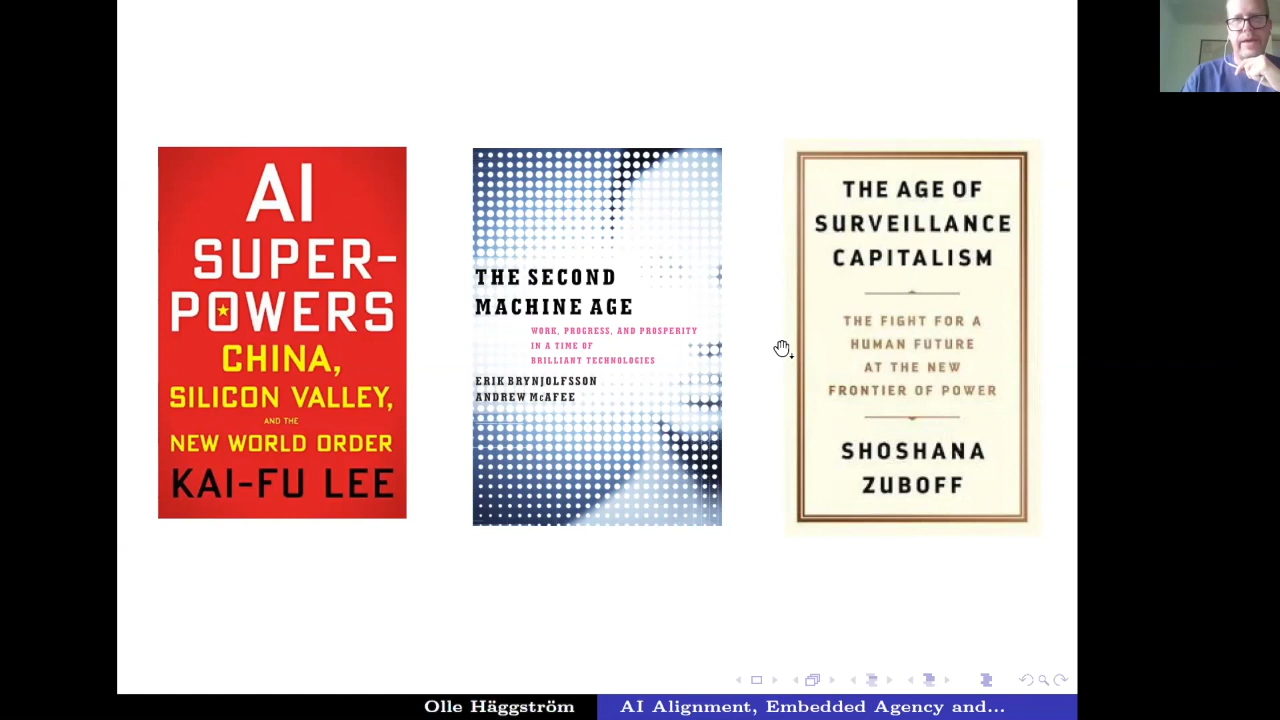 AI
SUPER-
POWERS
CHINA,
SILICON VALLEY,
AND THE
NEW WORLD ORDER
KAI-FU LEE
THE SECOND
MACHINE AGE
WORK, PROGRESS, AND PROSPERITY
IN A TIME OF
BRILLIANT TECHNOLOGIES
ERIK BRYNJOLFSSON
ANDREW McAFEE
THE AGE OF
SURVEILLANCE
CAPITALISM
THE FIGHT FOR A
HUMAN FUTURE
AT THE NEW
FRONTIER OF POWER
SHOSHANA
ZUBOFF
Olle Häggström
AI Alignment, Embedded Agency and...